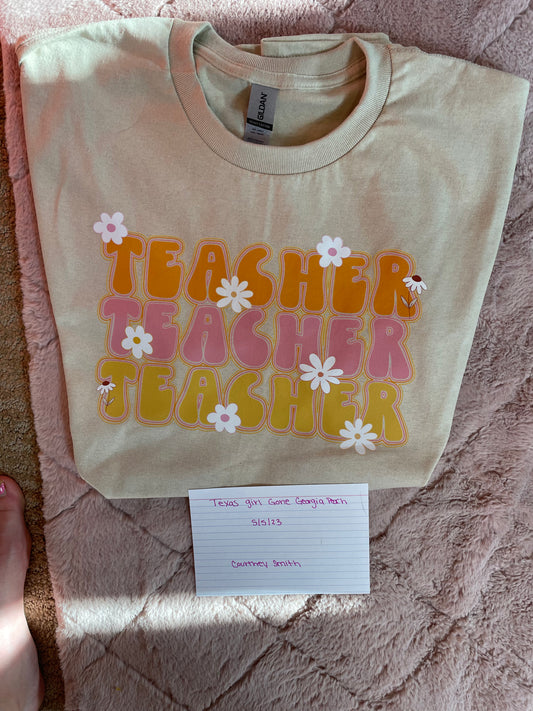 GILDAN
TEACHER
TEACHER
TEACHER
Texas girl Gone Georgia Peach
5/5/23
Courtney Smith